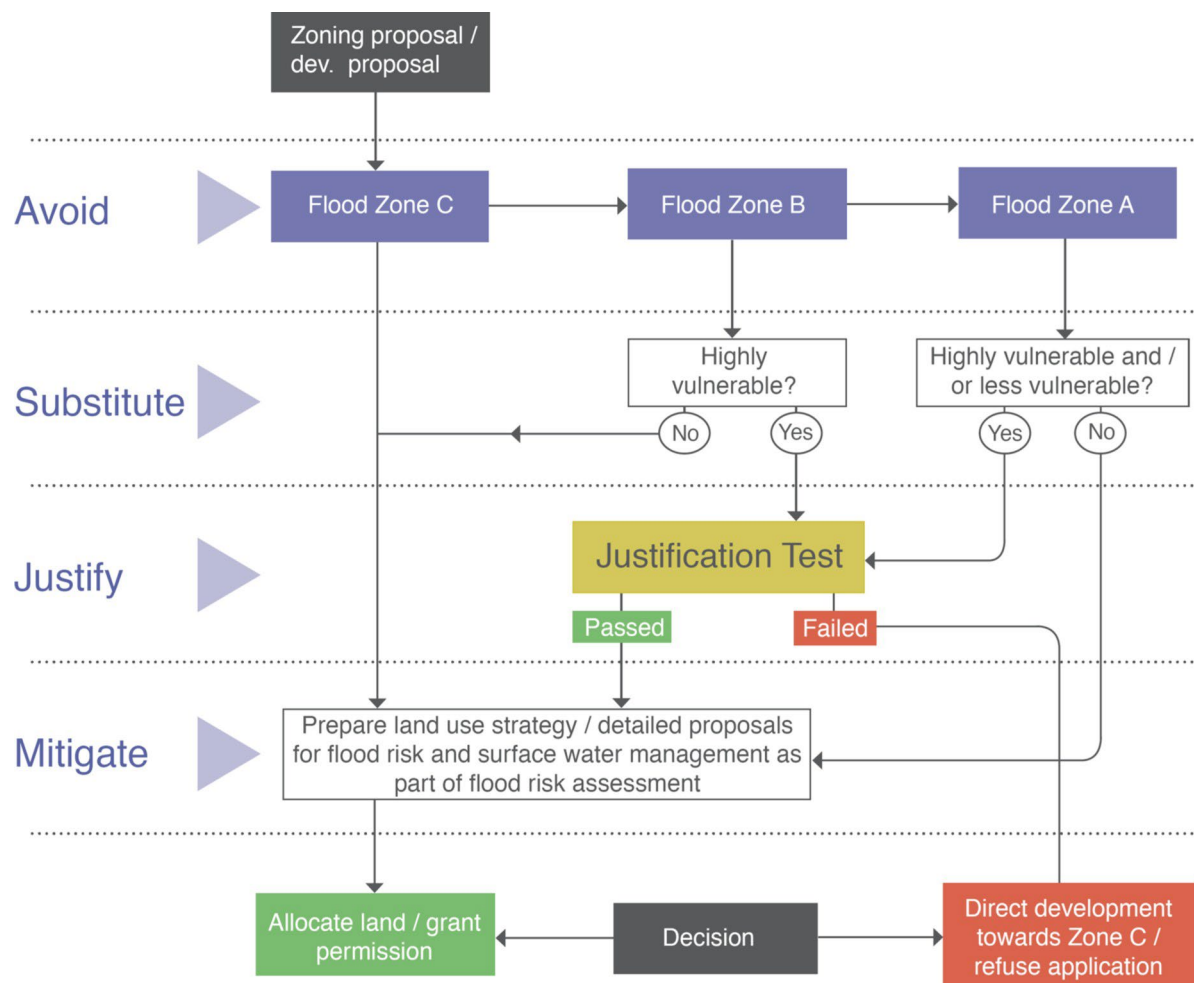 Zoning proposal /
dev. proposal
Avoid
Flood Zone C
Flood Zone B
Flood Zone A
Substitute
Highly
vulnerable?
No
Yes
Highly vulnerable and /
or less vulnerable?
Yes
No
Justify
Justification Test
Passed
Failed
Mitigate
Prepare land use strategy / detailed proposals
for flood risk and surface water management as
part of flood risk assessment
Allocate land / grant
permission
Decision
Direct development
towards Zone C /
refuse application